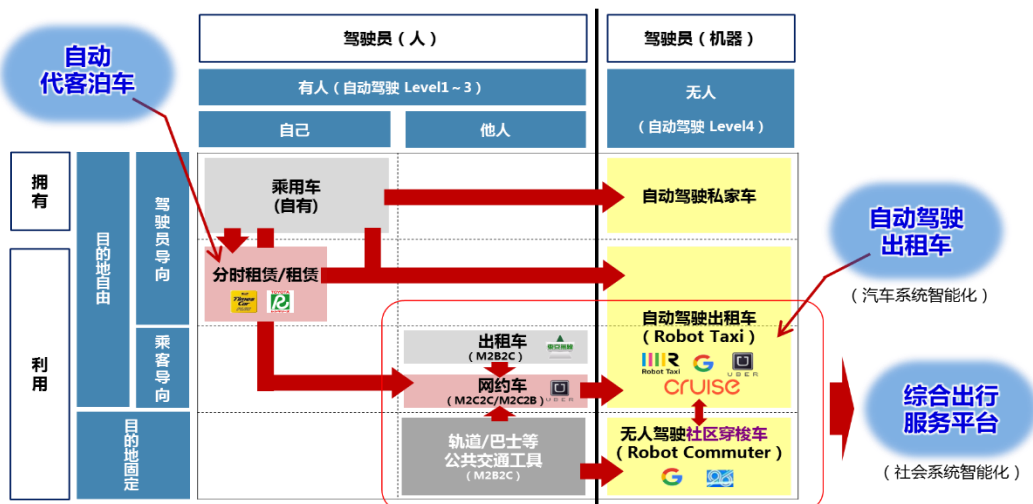 自动
代客泊车
驾驶员（人）
驾驶员（机器）
有人（自动驾驶 Level1～3）
无人
（自动驾驶 Level4）
自己
他人
拥有
利用
目的地自由
目的地固定
驾驶员导向
乘客导向
乘用车
(自有)
自动驾驶私家车
分时租赁/租赁
Times
Car
出租车
（M2B2C）
网约车
（M2C2C/M2C2B）
UBER
轨道/巴士等
公共交通工具
（M2B2C）
自动驾驶出租车
（Robot Taxi）
Robot Taxi
G
UBER
cruise
无人驾驶社区穿梭车
（Robot Commuter）
G
自动驾驶
出租车
（汽车系统智能化）
综合出行
服务平台
（社会系统智能化）